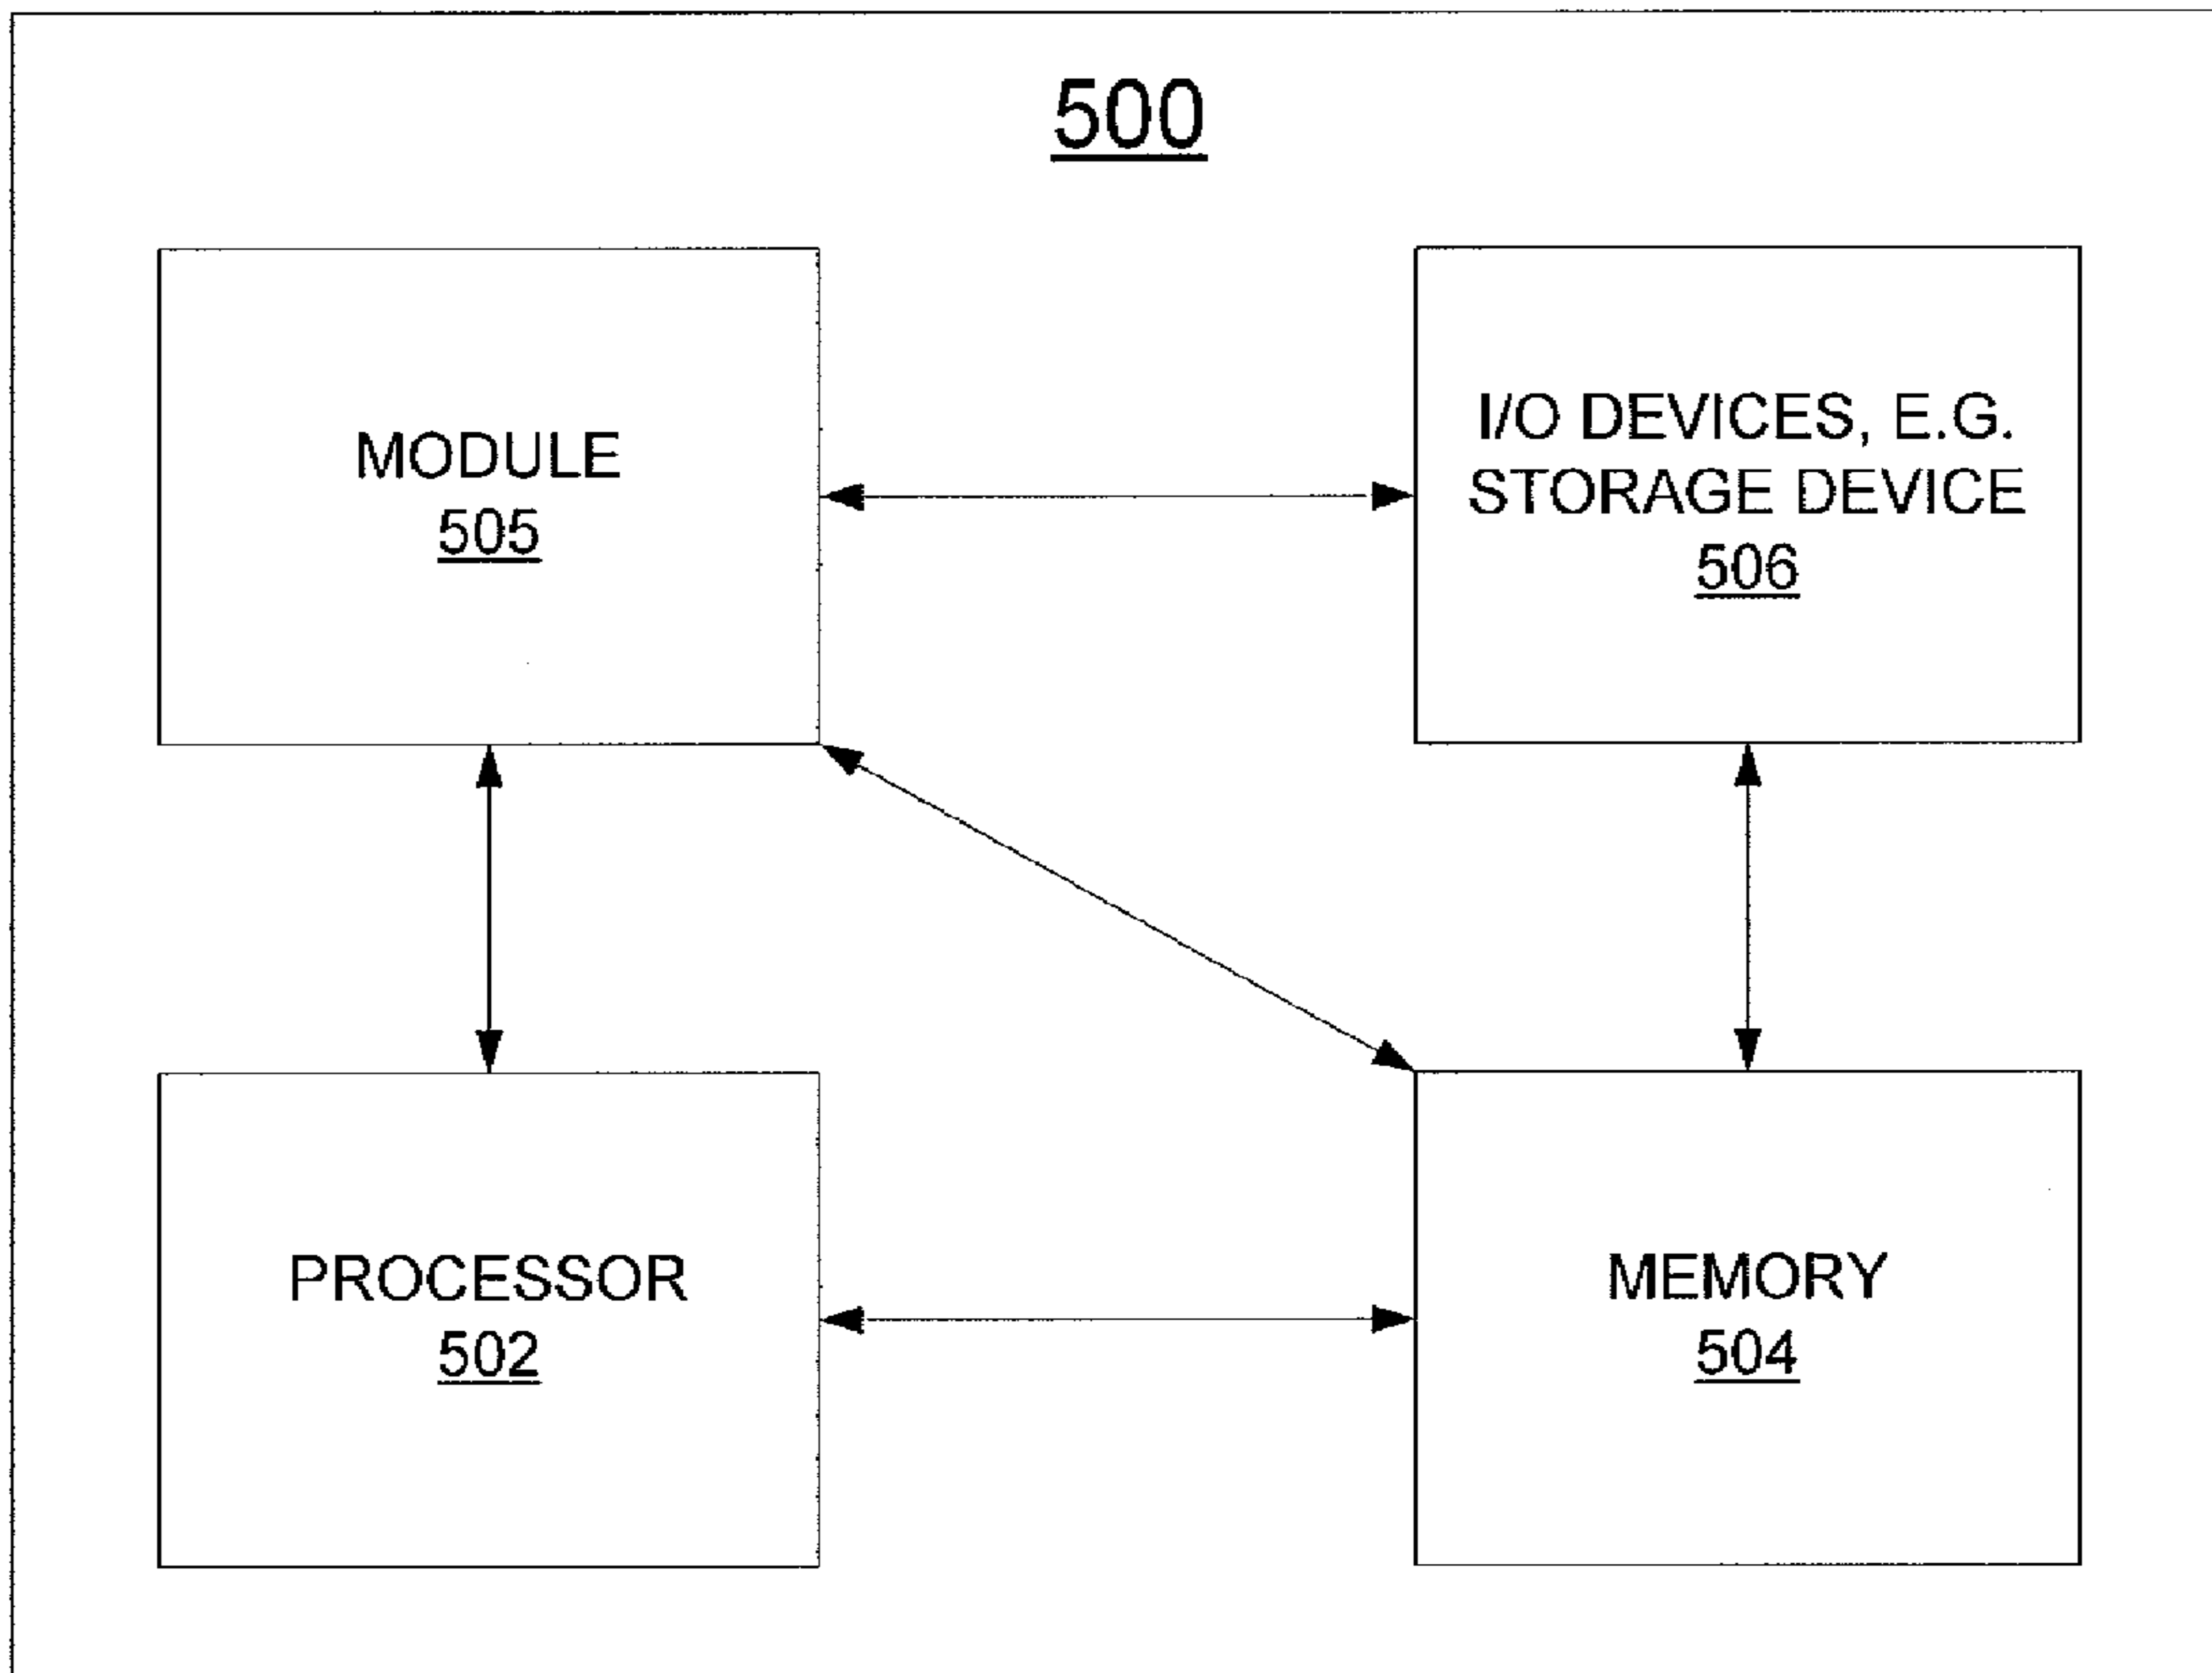 500
MODULE
505
I/O DEVICES, E.G.
STORAGE DEVICE
506
PROCESSOR
502
MEMORY
504